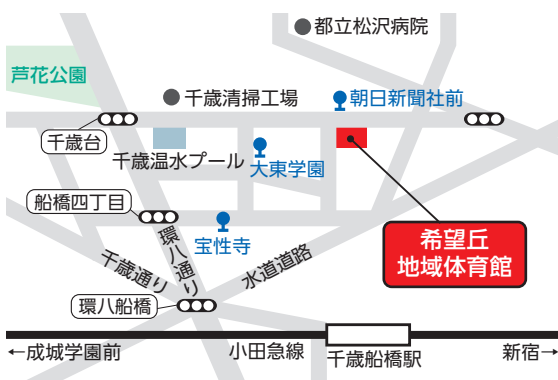 都立松沢病院
芦花公園
千歳清掃工場
朝日新聞社前
千歳台
千歳温水プール
大東学園
船橋四丁目
環八通り
宝性寺
希望丘
地域体育館
千歳通り
水道道路
環八船橋
←成城学園前
小田急線
千歳船橋駅
新宿→